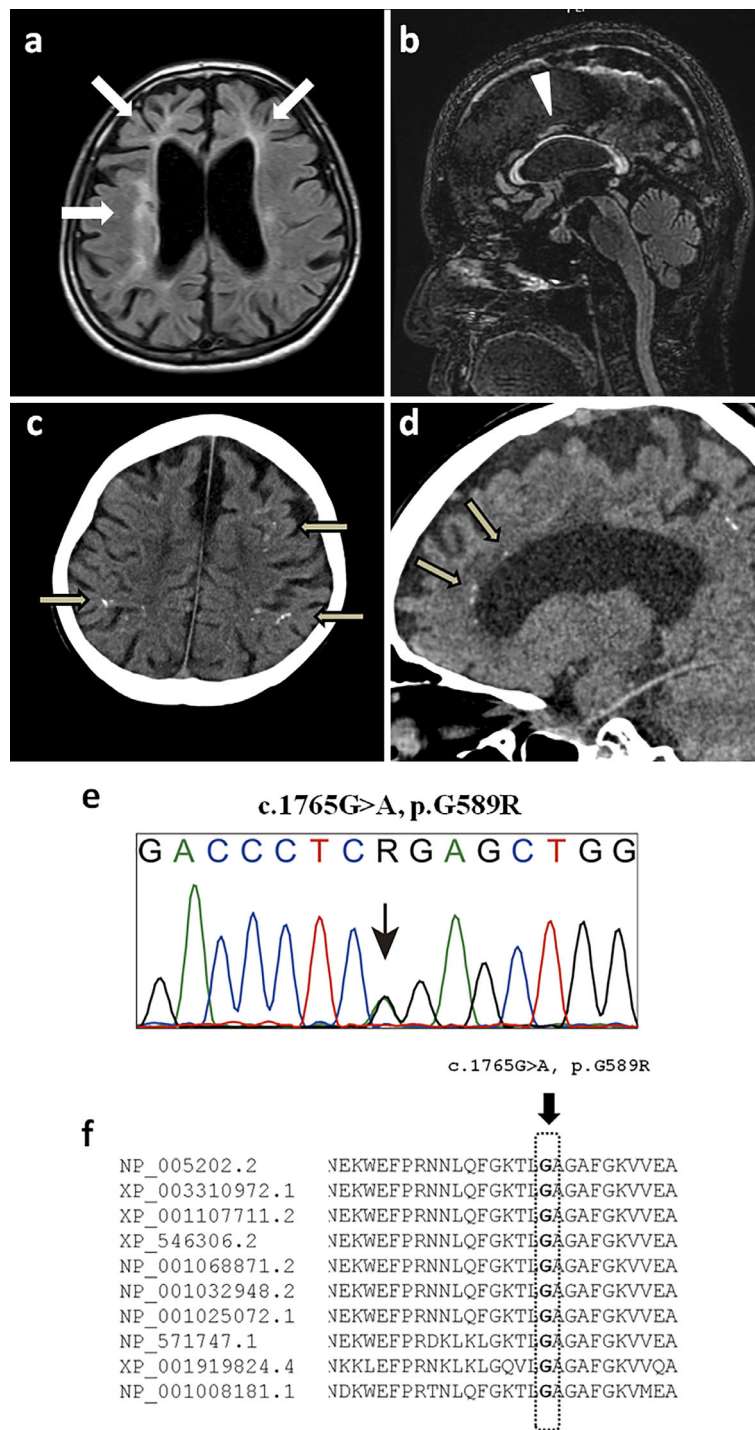 a
b
c
d
e
c.1765G>A, p.G589R
GACCCTCRGAGCTGG
c.1765G>A, p.G589R
f
NP_005202.2 NEKWEFPRNNLQFGKTLGAGAFGKVVEA
XP_003310972.1 NEKWEFPRNNLQFGKTLGAGAFGKVVEA
XP_001107711.2 NEKWEFPRNNLQFGKTLGAGAFGKVVEA
XP_546306.2 NEKWEFPRNNLQFGKTLGAGAFGKVVEA
NP_001068871.2 NEKWEFPRNNLQFGKTLGAGAFGKVVEA
NP_001032948.2 NEKWEFPRNNLQFGKTLGAGAFGKVVEA
NP_001025072.1 NEKWEFPRNNLQFGKTLGAGAFGKVVEA
NP_571747.1 NEKWEFPRDKLKLGKTLGAGAFGKVVEA
XP_001919824.4 NKKLEFPRNKLKLGQVLGAGAFGKVVQA
NP_001008181.1 NDKWEFPRTNLQFGKTLGAGAFGKVMEA